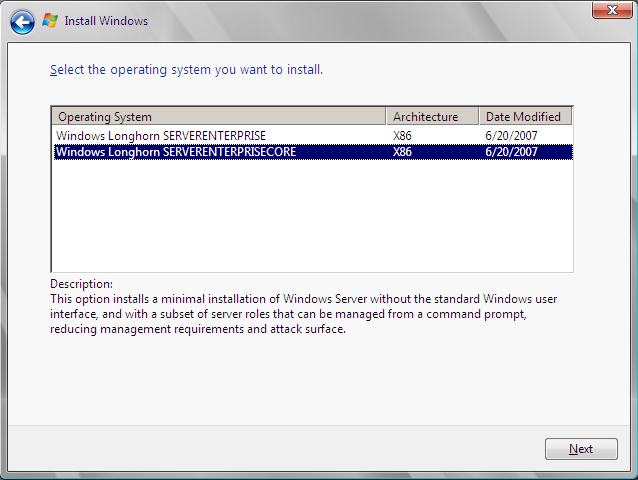 Install Windows
Select the operating system you want to install.
Operating System Architecture Date Modified
Windows Longhorn SERVERENTERPRISE X86 6/20/2007
Windows Longhorn SERVERENTERPRISECORE X86 6/20/2007
Description:
This option installs a minimal installation of Windows Server without the standard Windows user
interface, and with a subset of server roles that can be managed from a command prompt,
reducing management requirements and attack surface.
Next